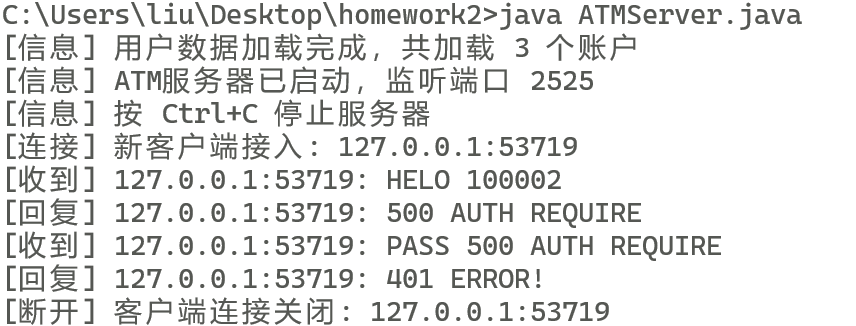 C:\Users\liu\Desktop\homework2>java ATMServer.java
[信息] 用户数据加载完成，共加载 3 个账户
[信息] ATM服务器已启动，监听端口 2525
[信息] 按 Ctrl+C 停止服务器
[连接] 新客户端接入: 127.0.0.1:53719
[收到] 127.0.0.1:53719: HELO 100002
[回复] 127.0.0.1:53719: 500 AUTH REQUIRE
[收到] 127.0.0.1:53719: PASS 500 AUTH REQUIRE
[回复] 127.0.0.1:53719: 401 ERROR!
[断开] 客户端连接关闭: 127.0.0.1:53719